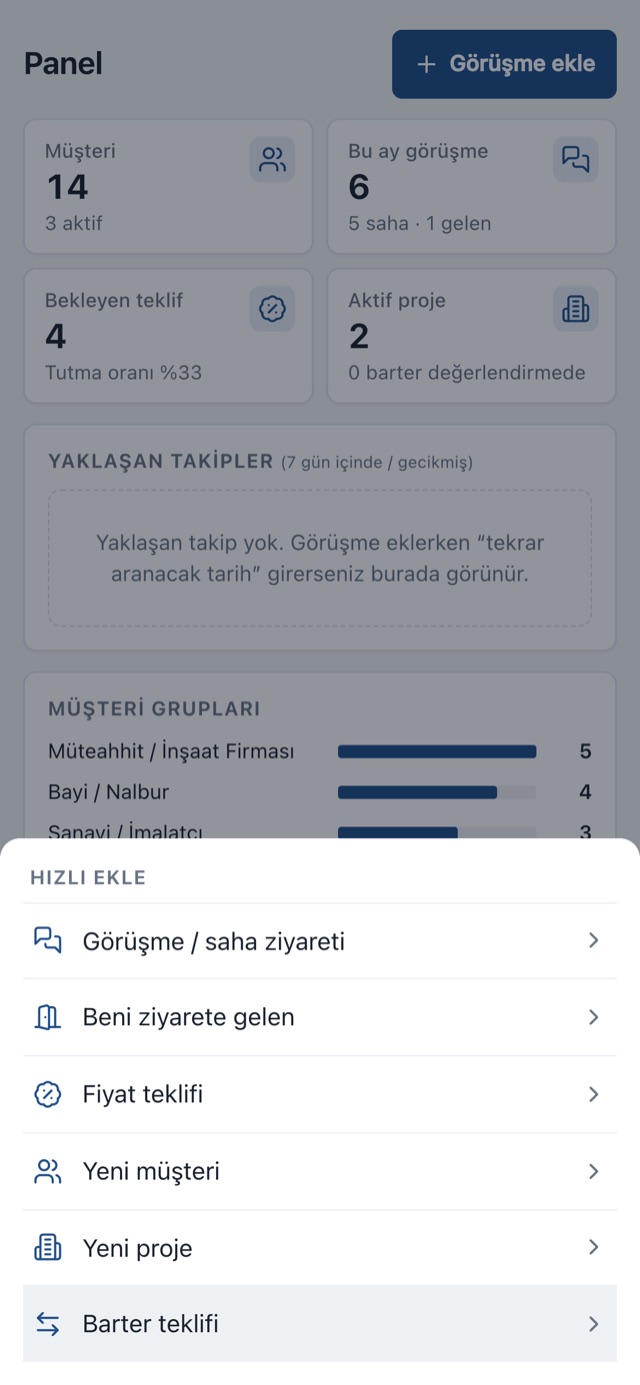 Panel
+ Görüşme ekle
Müşteri
14
3 aktif
Bu ay görüşme
6
5 saha · 1 gelen
Bekleyen teklif
4
Tutma oranı %33
Aktif proje
2
0 barter değerlendirmede
YAKLAŞAN TAKİPLER (7 gün içinde / gecikmiş)
Yaklaşan takip yok. Görüşme eklerken “tekrar
aranacak tarih” girerseniz burada görünür.
MÜŞTERİ GRUPLARI
Müteahhit / İnşaat Firması 5
Bayi / Nalbur 4
Sanayi / İmalatçı 3
HIZLI EKLE
Görüşme / saha ziyareti
Beni ziyarete gelen
Fiyat teklifi
Yeni müşteri
Yeni proje
Barter teklifi